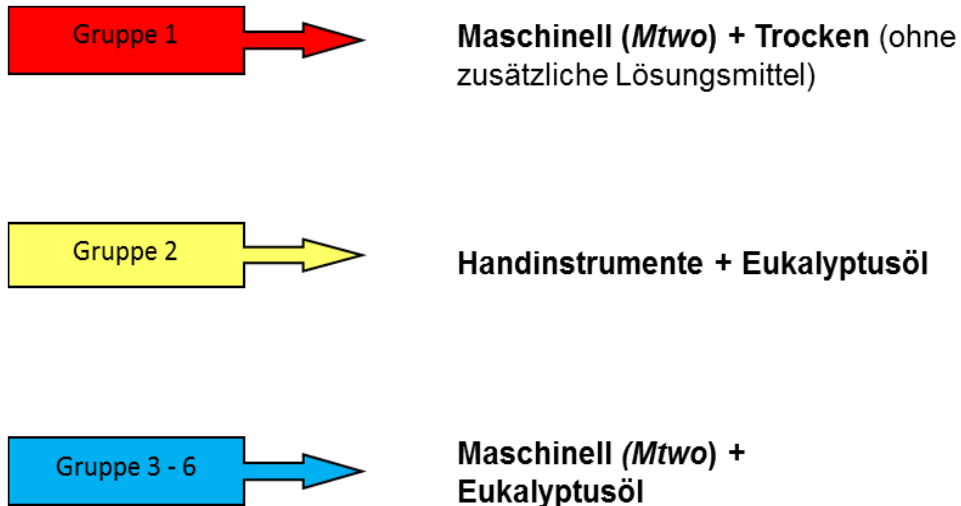 Gruppe 1
Maschinell (Mtwo) + Trocken (ohne
zusätzliche Lösungsmittel)
Gruppe 2
Handinstrumente + Eukalyptusöl
Gruppe 3 - 6
Maschinell (Mtwo) +
Eukalyptusöl